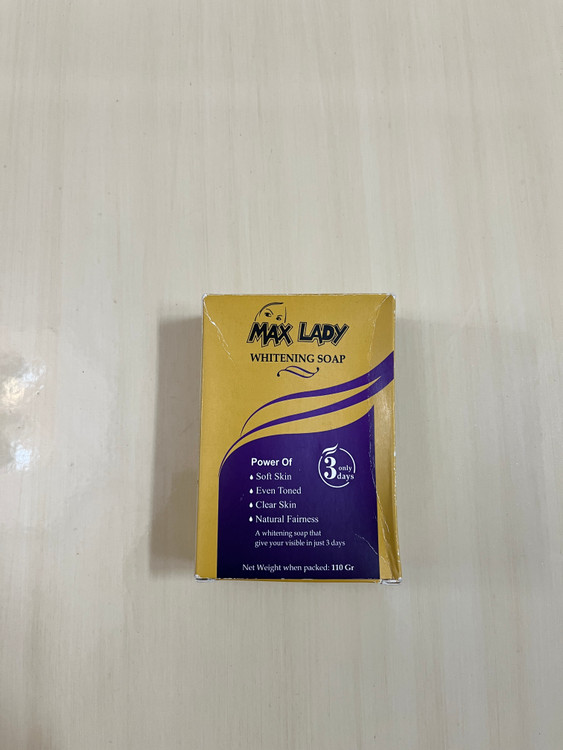 MAX LADY
WHITENING SOAP
Power Of
Soft Skin
Even Toned
Clear Skin
Natural Fairness
3 only
days
A whitening soap that
give your visible in just 3 days
Net Weight when packed: 110 Gr